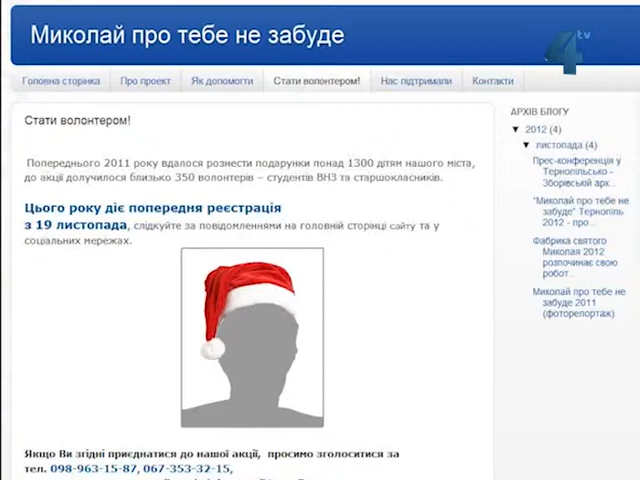 Миколай про тебе не забуде
4 tv
Головна сторінка
Про проект
Як допомогти
Стати волонтером!
Нас підтримали
Контакти
Стати волонтером!
Попереднього 2011 року вдалося рознести подарунки понад 1300 дітям нашого міста,
до акції долучилося близько 350 волонтерів – студентів ВНЗ та старшокласників.
Цього року діє попередня реєстрація
з 19 листопада, слідкуйте за повідомленнями на головній сторінці сайту та у
соціальних мережах.
Якщо Ви згідні приєднатися до нашої акції, просимо зголоситися за
тел. 098-963-15-87, 067-353-32-15,
АРХІВ БЛОГУ
▼ 2012 (4)
▼ листопада (4)
Прес-конференція у
Тернопільсько -
Зборівській арх...
"Миколай про тебе не
забуде" Тернопіль
2012 - про...
Фабрика святого
Миколая 2012
розпочинає свою
робот...
Миколай про тебе не
забуде 2011
(фоторепортаж)